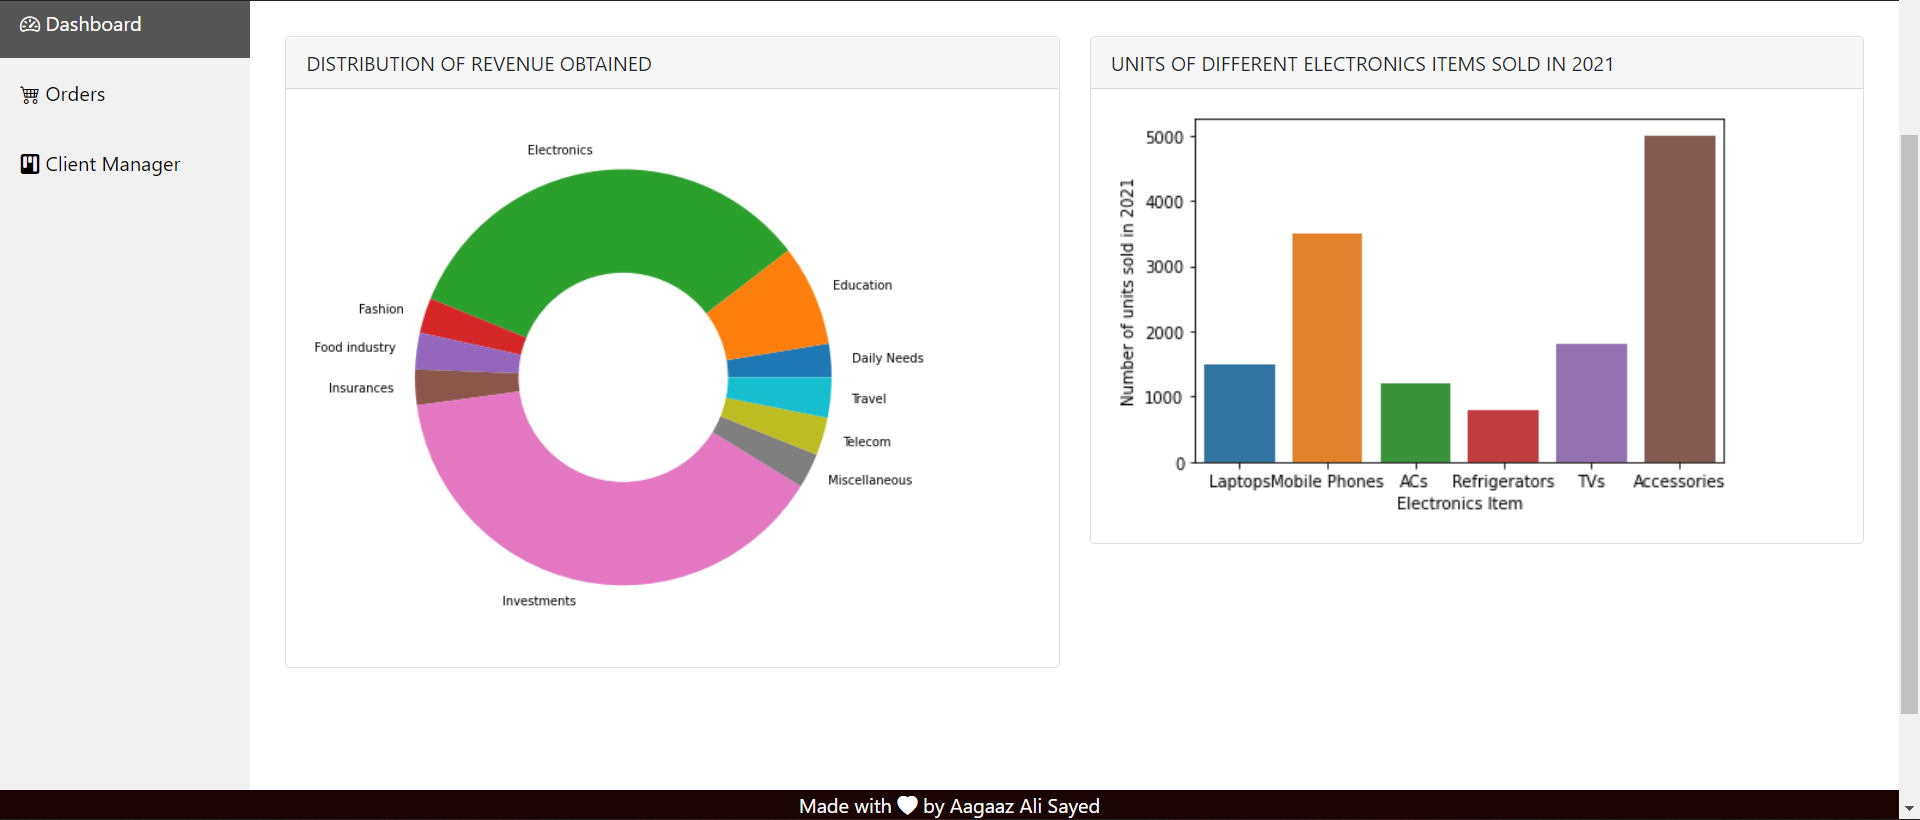 Dashboard
Orders
Client Manager
DISTRIBUTION OF REVENUE OBTAINED
Electronics
Education
Fashion
Food industry
Daily Needs
Insurances
Travel
Telecom
Miscellaneous
Investments
UNITS OF DIFFERENT ELECTRONICS ITEMS SOLD IN 2021
Number of units sold in 2021
5000
4000
3000
2000
1000
0
Laptops Mobile Phones ACs Refrigerators TVs Accessories
Electronics Item
Made with by Aagaaz Ali Sayed